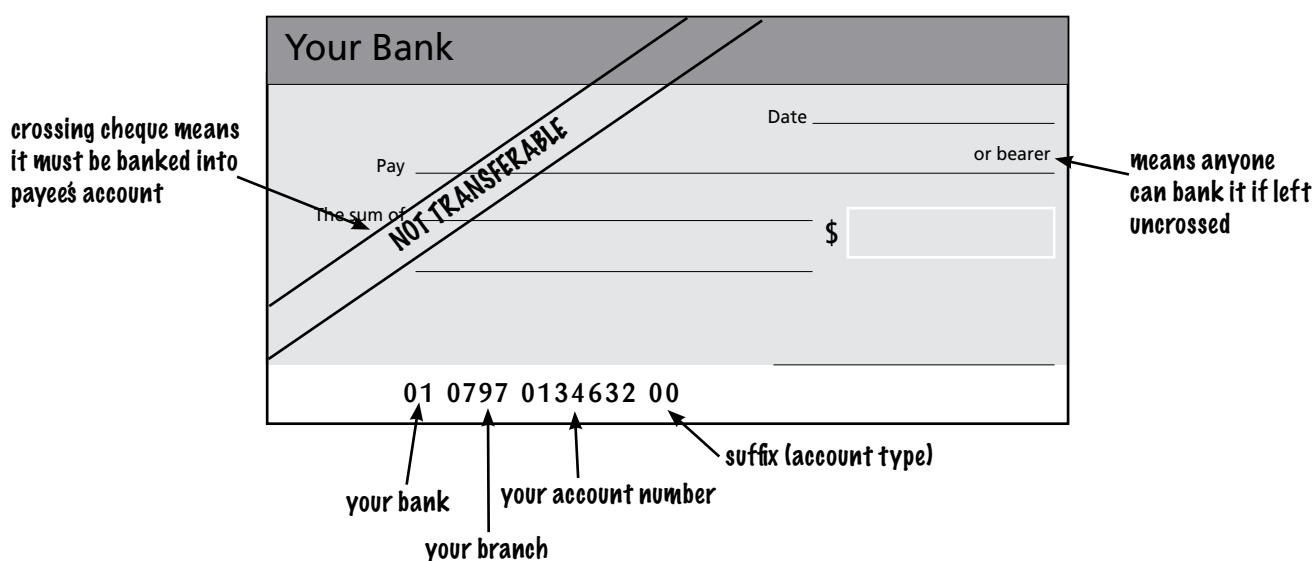 Your Bank
crossing cheque means
it must be banked into
payee's account
Date
Pay
or bearer
means anyone
can bank it if left
uncrossed
The sum of
NOT TRANSFERABLE
$
01 0797 0134632 00
suffix (account type)
your bank
your account number
your branch